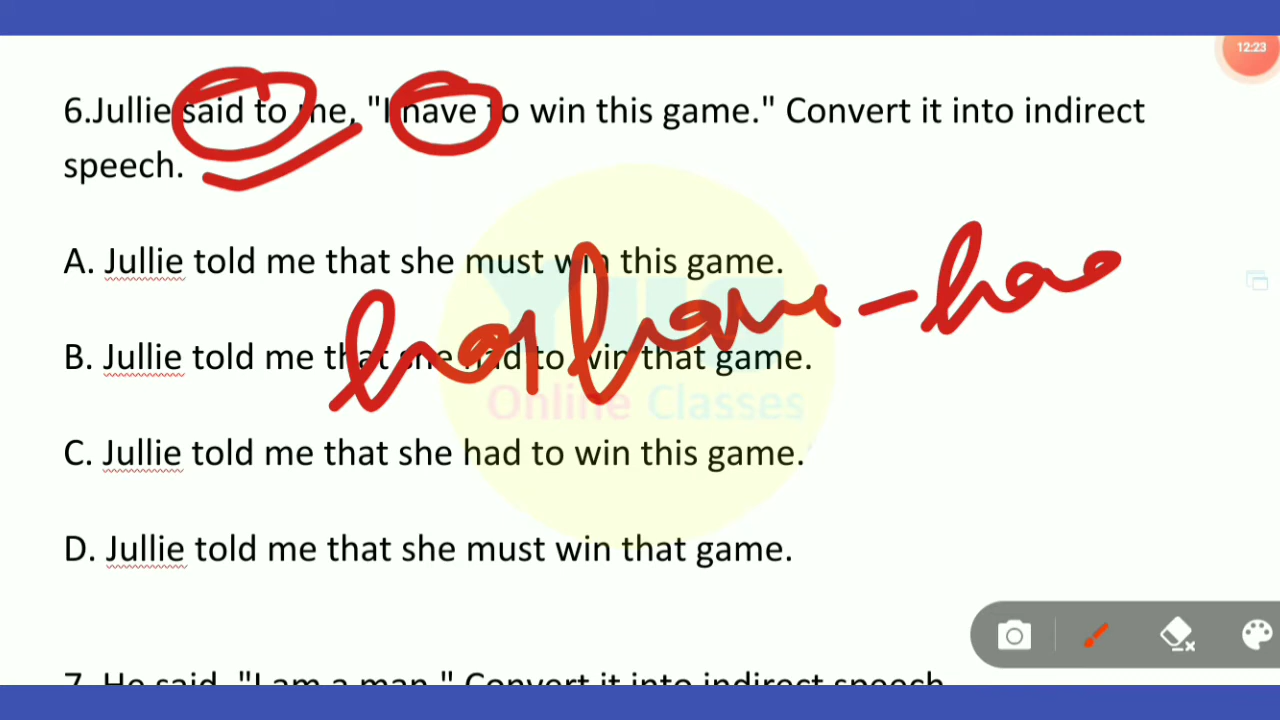 12:23
6.Jullie said to me, "I have to win this game." Convert it into indirect
speech.
A. Jullie told me that she must win this game.
has have - had
B. Jullie told me that she had to win that game.
Online Classes
C. Jullie told me that she had to win this game.
D. Jullie told me that she must win that game.
7. He said, "I am a man." Convert it into indirect speech.